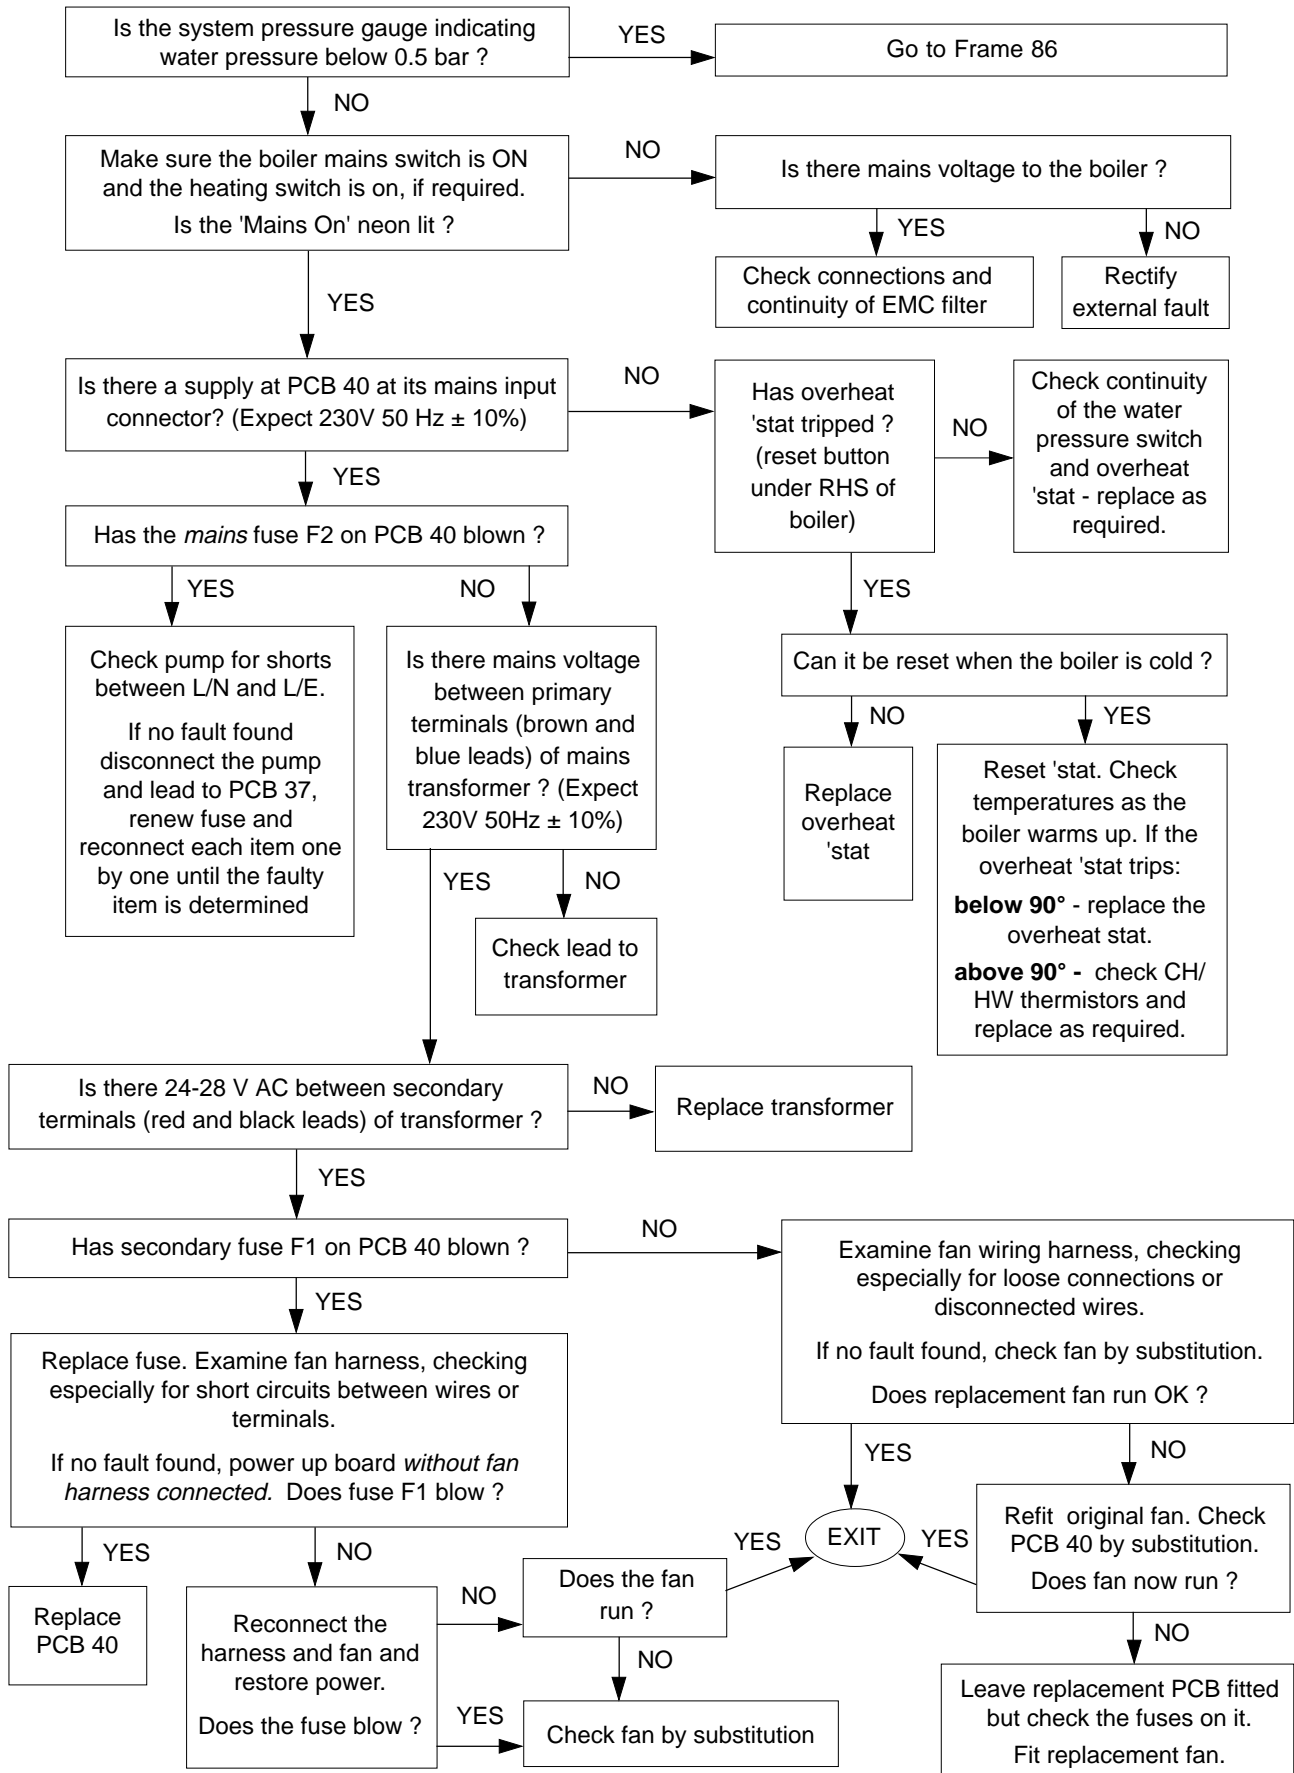 Is the system pressure gauge indicating
water pressure below 0.5 bar ?
YES
Go to Frame 86
NO
Make sure the boiler mains switch is ON
and the heating switch is on, if required.
Is the 'Mains On' neon lit ?
NO
Is there mains voltage to the boiler ?
YES
NO
Check connections and
continuity of EMC filter
Rectify
external fault
YES
Is there a supply at PCB 40 at its mains input
connector? (Expect 230V 50 Hz ± 10%)
NO
Has overheat
'stat tripped ?
(reset button
under RHS of
boiler)
NO
Check continuity
of the water
pressure switch
and overheat
'stat - replace as
required.
YES
Has the mains fuse F2 on PCB 40 blown ?
YES
NO
YES
Check pump for shorts
between L/N and L/E.
If no fault found
disconnect the pump
and lead to PCB 37,
renew fuse and
reconnect each item one
by one until the faulty
item is determined
Is there mains voltage
between primary
terminals (brown and
blue leads) of mains
transformer ? (Expect
230V 50Hz ± 10%)
Can it be reset when the boiler is cold ?
NO
YES
Replace
overheat
'stat
Reset 'stat. Check
temperatures as the
boiler warms up. If the
overheat 'stat trips:
below 90° - replace the
overheat stat.
above 90° - check CH/
HW thermistors and
replace as required.
YES
NO
Check lead to
transformer
Is there 24-28 V AC between secondary
terminals (red and black leads) of transformer ?
NO
Replace transformer
YES
Has secondary fuse F1 on PCB 40 blown ?
NO
Examine fan wiring harness, checking
especially for loose connections or
disconnected wires.
If no fault found, check fan by substitution.
Does replacement fan run OK ?
YES
Replace fuse. Examine fan harness, checking
especially for short circuits between wires or
terminals.
If no fault found, power up board without fan
harness connected. Does fuse F1 blow ?
YES
NO
YES
NO
Replace
PCB 40
Reconnect the
harness and fan and
restore power.
Does the fuse blow ?
NO
Does the fan
run ?
YES
EXIT
YES
Refit original fan. Check
PCB 40 by substitution.
Does fan now run ?
NO
NO
YES
Check fan by substitution
Leave replacement PCB fitted
but check the fuses on it.
Fit replacement fan.